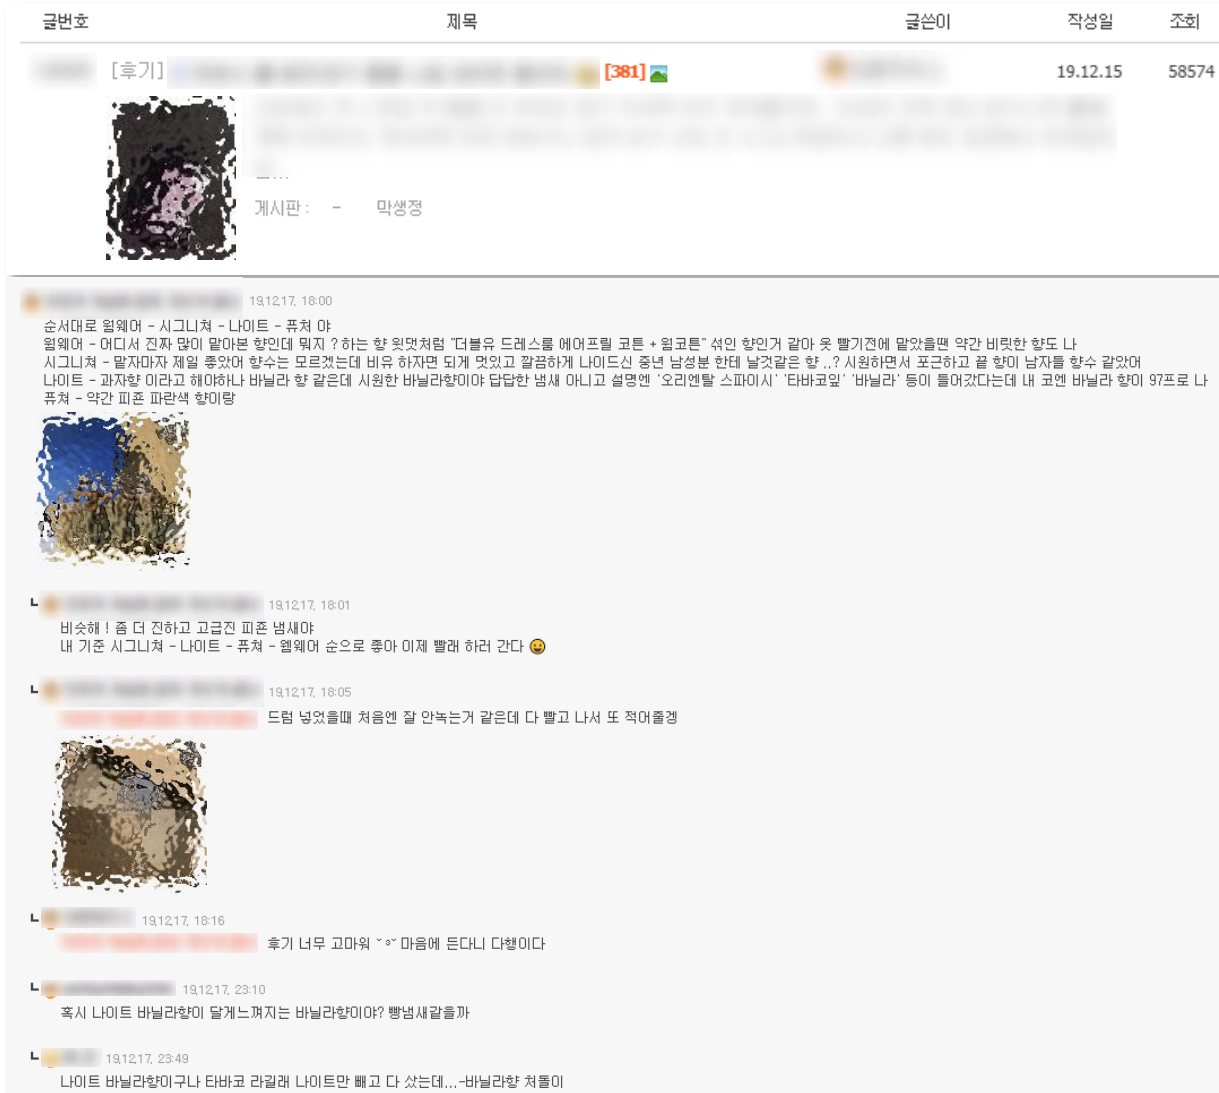 글번호 제목 글쓴이 작성일 조회
[후기] [381] 19.12.15 58574
게시판 : - 막생정
19.12.17, 18:00
순서대로 웜웨어 - 시그니쳐 - 나이트 - 퓨처 야
웜웨어 - 어디서 진짜 많이 맡아본 향인데 뭐지 ? 하는 향 윗댓처럼 "더블유 드레스룸 에어프릴 코튼 + 웜코튼" 섞인 향인거 같아 옷 빨기전에 맡았을땐 약간 비릿한 향도 나
시그니쳐 - 맡자마자 제일 좋았어 향수는 모르겠는데 비유 하자면 되게 멋있고 깔끔하게 나이드신 중년 남성분 한테 날것같은 향 ..? 시원하면서 포근하고 끝 향이 남자들 향수 같았어
나이트 - 과자향 이라고 해야하나 바닐라 향 같은데 시원한 바닐라향이야 답답한 냄새 아니고 설명엔 '오리엔탈 스파이시' '타바코잎' '바닐라' 등이 들어갔다는데 내 코엔 바닐라 향이 97프로 나
퓨쳐 - 약간 피죤 파란색 향이랑
19.12.17, 18:01
비슷해 ! 좀 더 진하고 고급진 피죤 냄새야
내 기준 시그니쳐 - 나이트 - 퓨쳐 - 웸웨어 순으로 좋아 이제 빨래 하러 간다
19.12.17, 18:05
드럼 넣었을때 처음엔 잘 안녹는거 같은데 다 빨고 나서 또 적어줄겡
19.12.17, 18:16
후기 너무 고마워 ˘ ᵕ˘ 마음에 든다니 다행이다
19.12.17, 23:10
혹시 나이트 바닐라향이 달게느껴지는 바닐라향이야? 빵냄새같을까
19.12.17, 23:49
나이트 바닐라향이구나 타바코 라길래 나이트만 빼고 다 샀는데...-바닐라향 처돌이